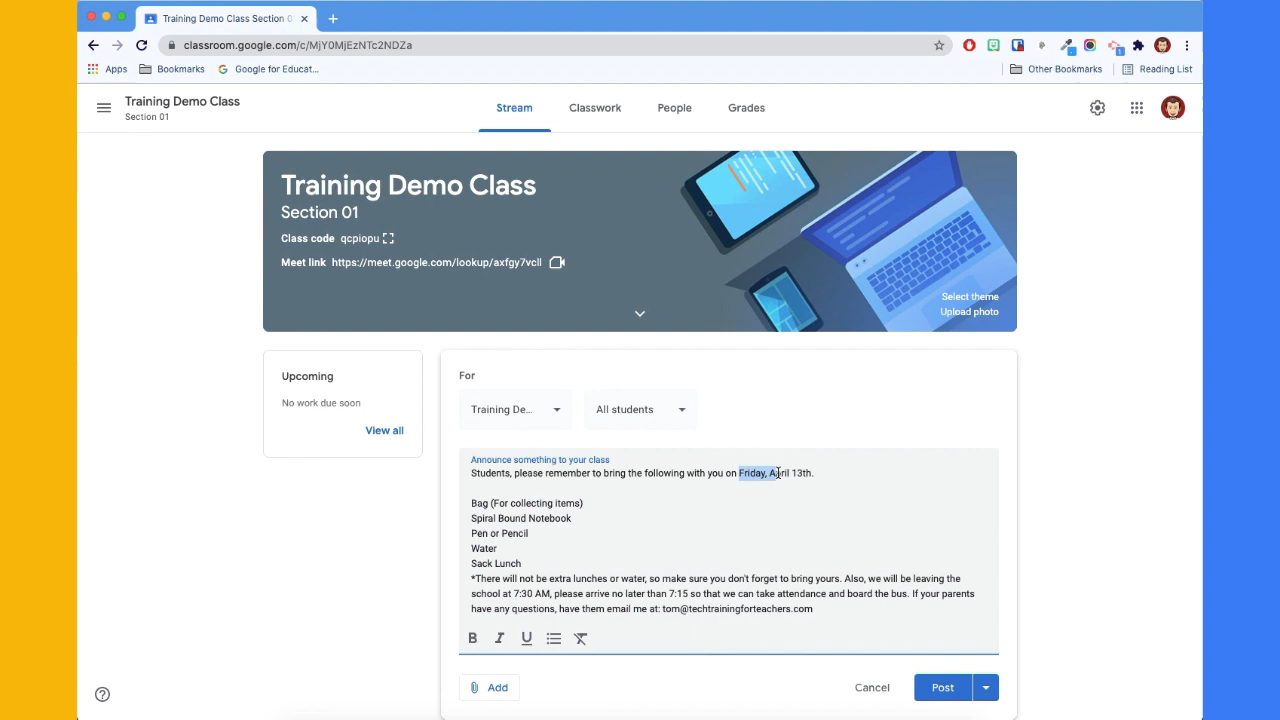 Training Demo Class Section 0
classroom.google.com/c/MjY0MjEzNTc2NDZa
Apps
Bookmarks
Google for Educat...
Other Bookmarks
Reading List
Training Demo Class
Section 01
Stream
Classwork
People
Grades
Training Demo Class
Section 01
Class code qcpiopu
Meet link https://meet.google.com/lookup/axfgy7vcll
Select theme
Upload photo
Upcoming
No work due soon
View all
For
Training De...
All students
Announce something to your class
Students, please remember to bring the following with you on Friday, April 13th.
Bag (For collecting items)
Spiral Bound Notebook
Pen or Pencil
Water
Sack Lunch
*There will not be extra lunches or water, so make sure you don't forget to bring yours. Also, we will be leaving the
school at 7:30 AM, please arrive no later than 7:15 so that we can take attendance and board the bus. If your parents
have any questions, have them email me at: tom@techtrainingforteachers.com
B I U
Add
Cancel
Post